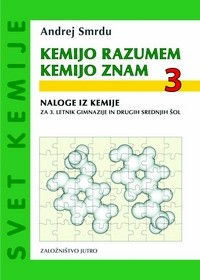 Andrej Smrdu
KEMIJO RAZUMEM
KEMIJO ZNAM
3
NALOGE IZ KEMIJE
ZA 3. LETNIK GIMNAZIJE IN DRUGIH SREDNJIH ŠOL
SVET KEMIJE
ZALOŽNIŠTVO JUTRO